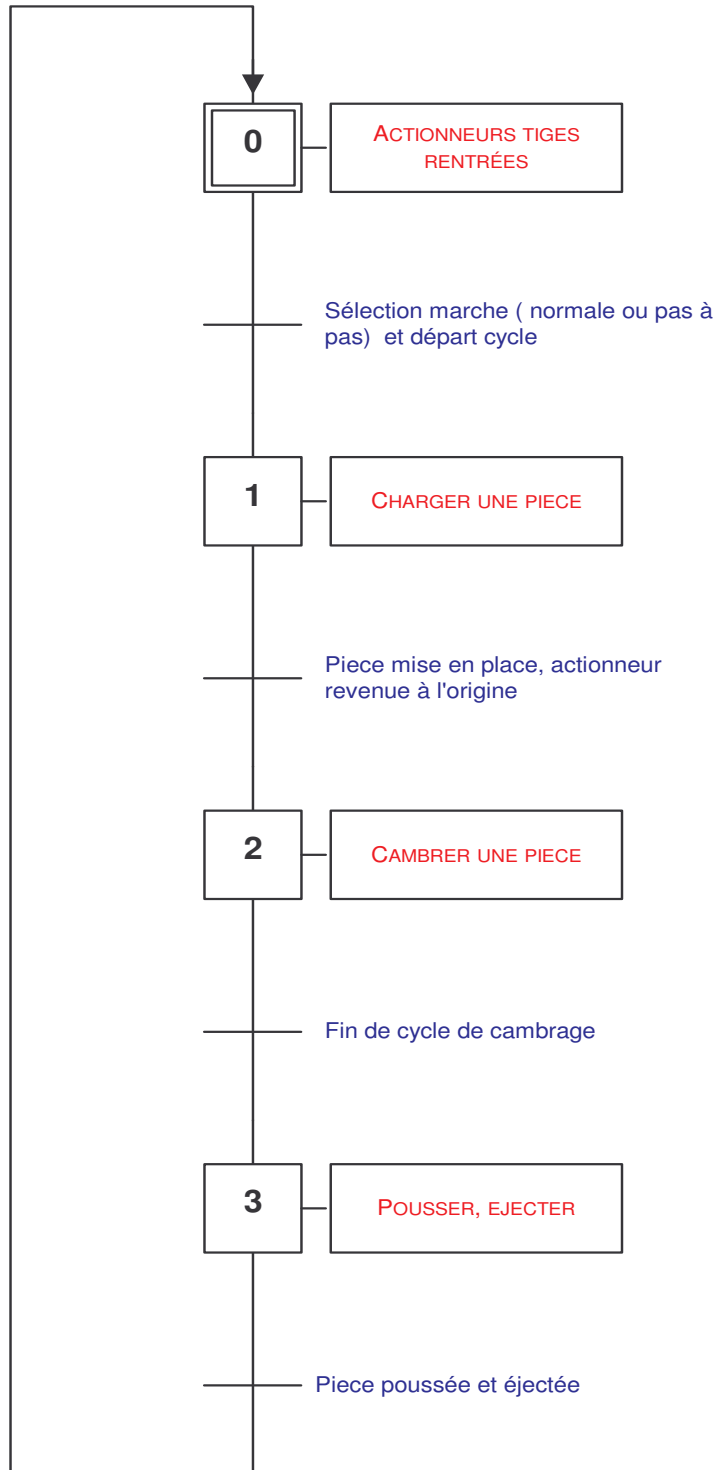 0
ACTIONNEURS TIGES
RENTRÉES
Sélection marche ( normale ou pas à
pas) et départ cycle
1
CHARGER UNE PIECE
Piece mise en place, actionneur
revenue à l'origine
2
CAMBRER UNE PIECE
Fin de cycle de cambrage
3
POUSSER, EJECTER
Piece poussée et éjectée